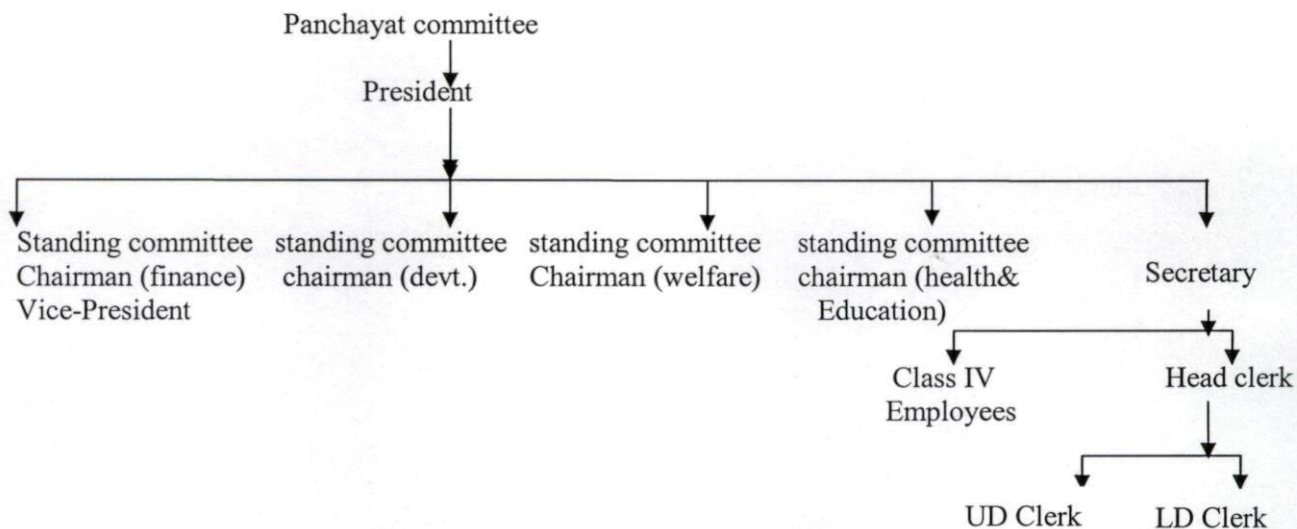 Panchayat committee
President
Standing committee
Chairman (finance)
Vice-President
standing committee
chairman (devt.)
standing committee
Chairman (welfare)
standing committee
chairman (health&
Education)
Secretary
Class IV
Employees
Head clerk
UD Clerk
LD Clerk